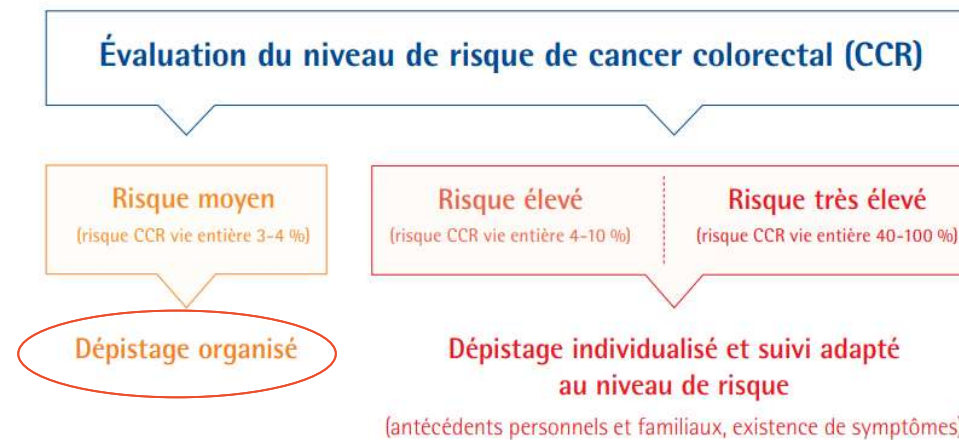 Évaluation du niveau de risque de cancer colorectal (CCR)
Risque moyen
(risque CCR vie entière 3-4 %)
Risque élevé
(risque CCR vie entière 4-10 %)
Risque très élevé
(risque CCR vie entière 40-100 %)
Dépistage organisé
Dépistage individualisé et suivi adapté
au niveau de risque
(antécédents personnels et familiaux, existence de symptômes)